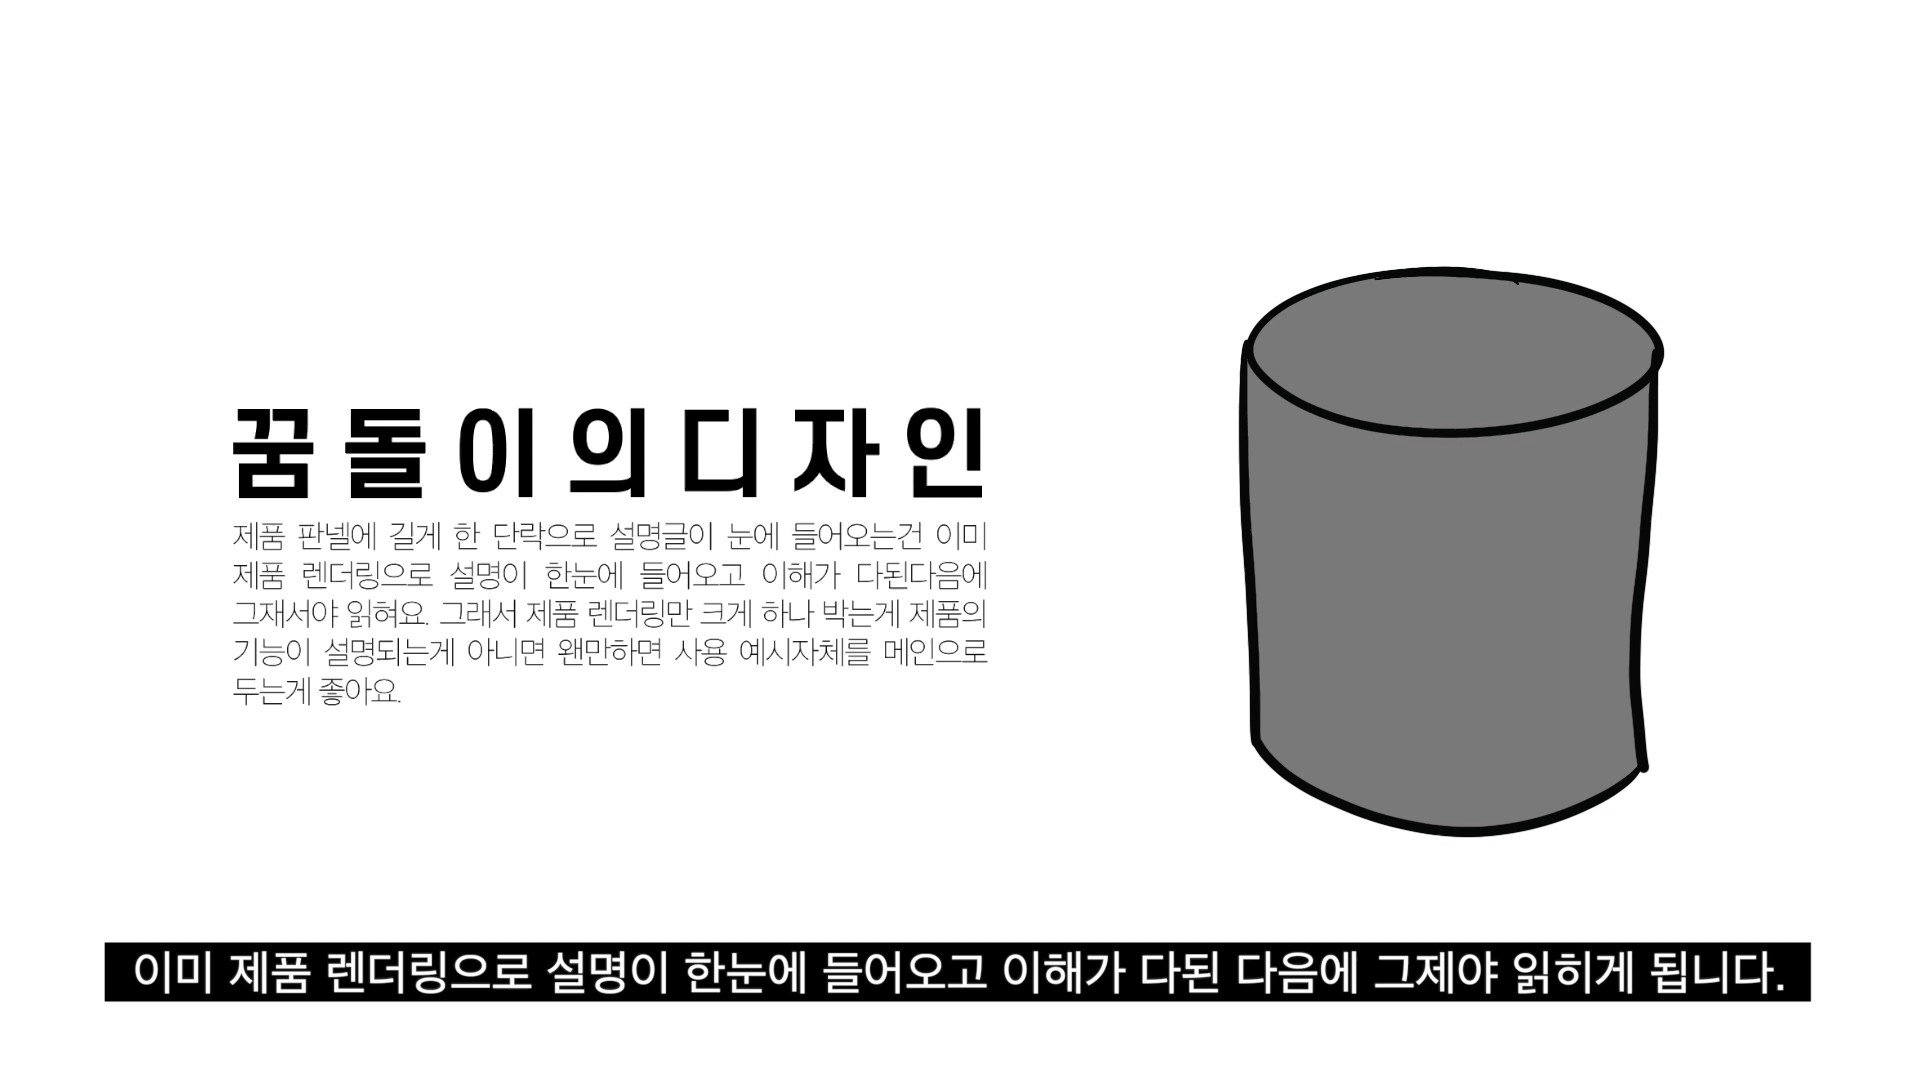 꿈돌이의디자인
제품 판넬에 길게 한 단락으로 설명글이 눈에 들어오는건 이미
제품 렌더링으로 설명이 한눈에 들어오고 이해가 다된다음에
그재서야 읽혀요. 그래서 제품 렌더링만 크게 하나 박는게 제품의
기능이 설명되는게 아니면 왠만하면 사용 예시자체를 메인으로
두는게 좋아요.
이미 제품 렌더링으로 설명이 한눈에 들어오고 이해가 다된 다음에 그제야 읽히게 됩니다.